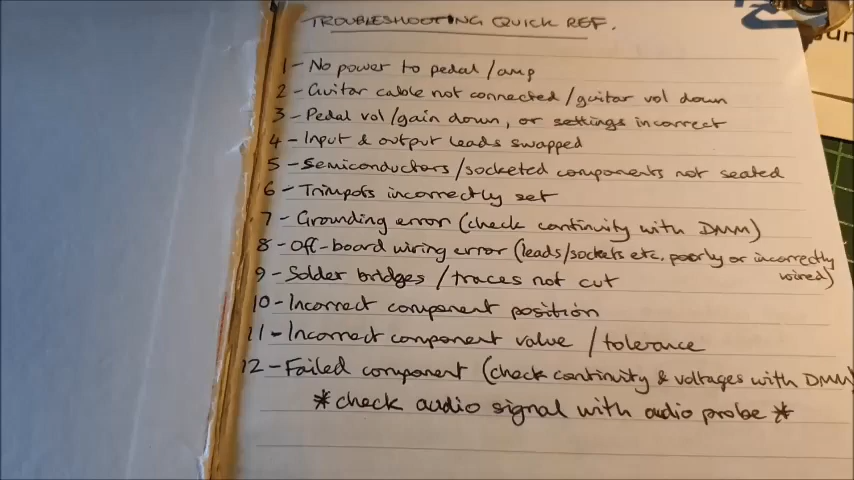 TROUBLESHOOTING QUICK REF.
1 - No power to pedal/amp
2 - Guitar cable not connected/guitar vol down
3 - Pedal vol/gain down, or settings incorrect
4 - Input & output leads swapped
5 - Semiconductors/socketed components not seated
6 - Trimpots incorrectly set
7 - Grounding error (check continuity with DMM)
8 - Off-board wiring error (leads/sockets etc, poorly or incorrectly
wired)
9 - Solder bridges/traces not cut
10 - Incorrect component position
11 - Incorrect component value/tolerance
12 - Failed component (check continuity & voltages with DMM)
*check audio signal with audio probe*